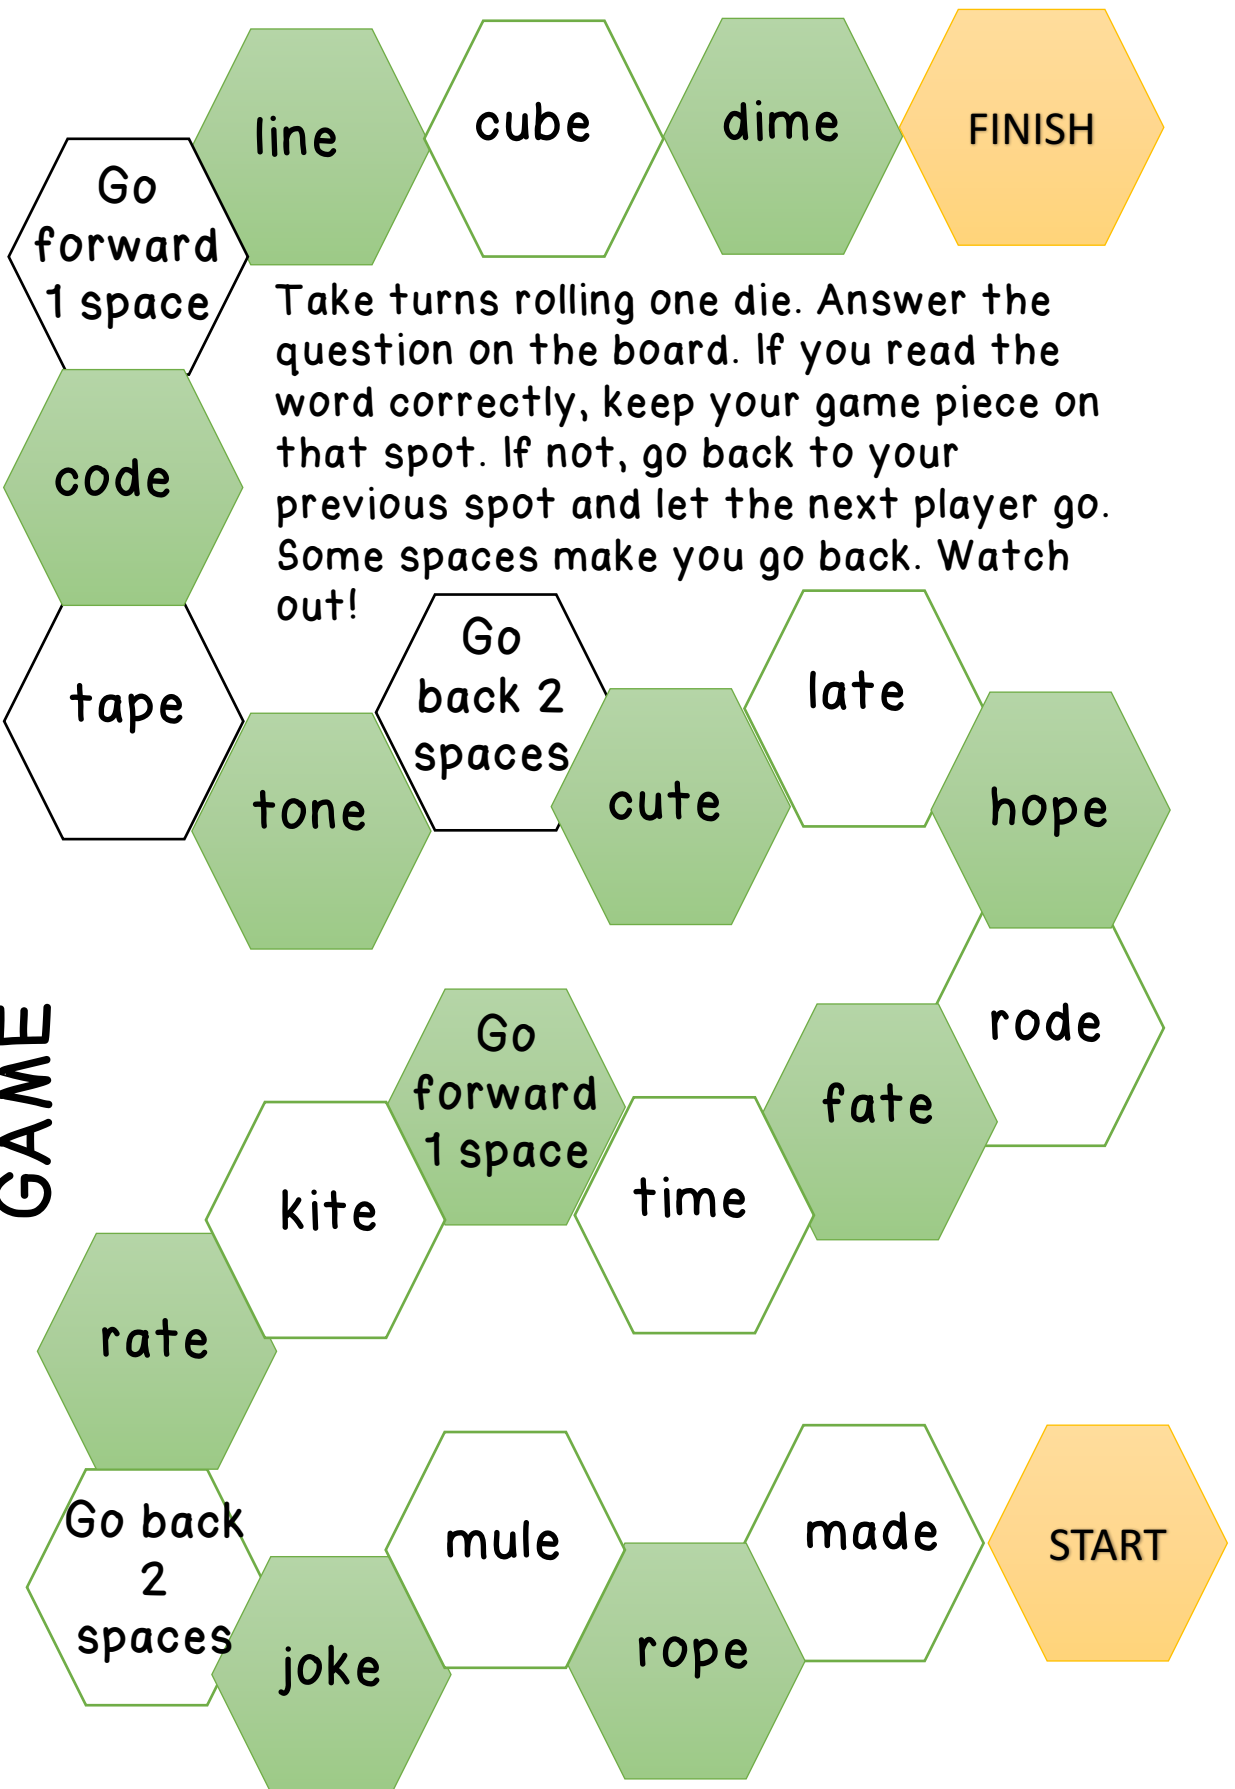 line
cube
dime
FINISH
Go
forward
1 space
Take turns rolling one die. Answer the
question on the board. If you read the
word correctly, keep your game piece on
that spot. If not, go back to your
previous spot and let the next player go.
Some spaces make you go back. Watch
out!
code
tape
tone
Go
back 2
spaces
cute
late
hope
rode
fate
time
Go
forward
1 space
kite
rate
GAME
Go back
2
spaces
joke
mule
rope
made
START